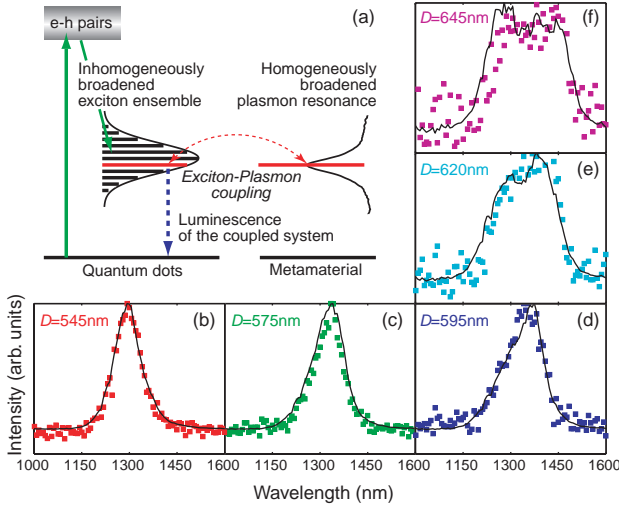 e-h pairs
(a)
Inhomogeneously
broadened
exciton ensemble
Homogeneously
broadened
plasmon resonance
Exciton-Plasmon
coupling
Luminescence
of the coupled system
Quantum dots
Metamaterial
D=645nm
(f)
D=620nm
(e)
D=545nm
(b)
D=575nm
(c)
D=595nm
(d)
Intensity (arb. units)
1000 1150 1300 1450 1600 1150 1300 1450 1600 1150 1300 1450 1600
Wavelength (nm)